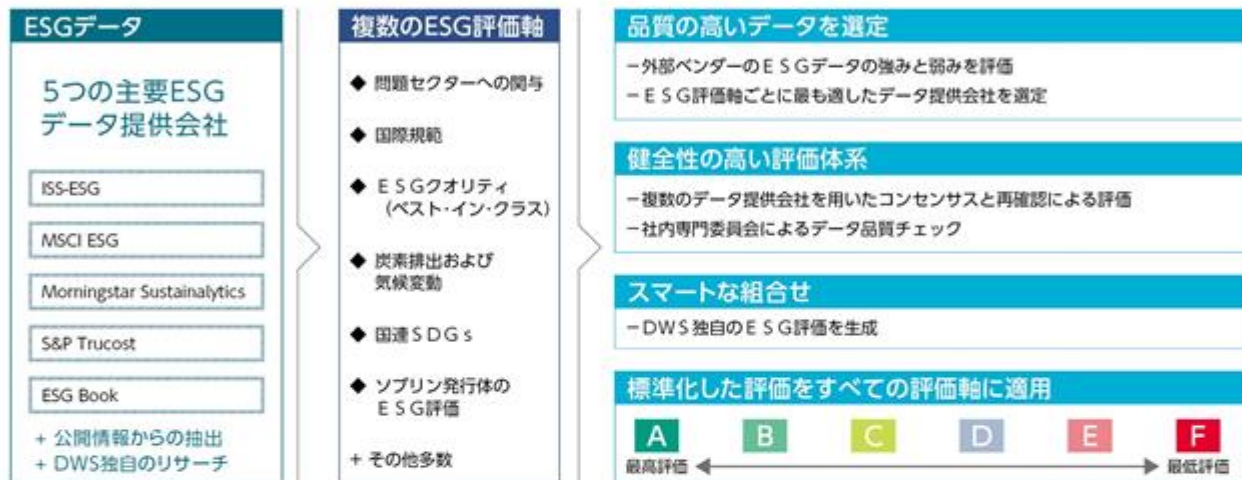 ESGデータ
5つの主要ESG
データ提供会社
ISS-ESG
MSCI ESG
Morningstar Sustainalytics
S&P Trucost
ESG Book
+ 公開情報からの抽出
+ DWS独自のリサーチ
複数のESG評価軸
◆ 問題セクターへの関与
◆ 国際規範
◆ ESGクオリティ
(ベスト・イン・クラス)
◆ 炭素排出および
気候変動
◆ 国連SDGs
◆ ソブリン発行体の
ESG評価
+ その他多数
品質の高いデータを選定
−外部ベンダーのESGデータの強みと弱みを評価
−ESG評価軸ごとに最も適したデータ提供会社を選定
健全性の高い評価体系
−複数のデータ提供会社を用いたコンセンサスと再確認による評価
−社内専門委員会によるデータ品質チェック
スマートな組合せ
−DWS独自のESG評価を生成
標準化した評価をすべての評価軸に適用
A B C D E F
最高評価 最低評価